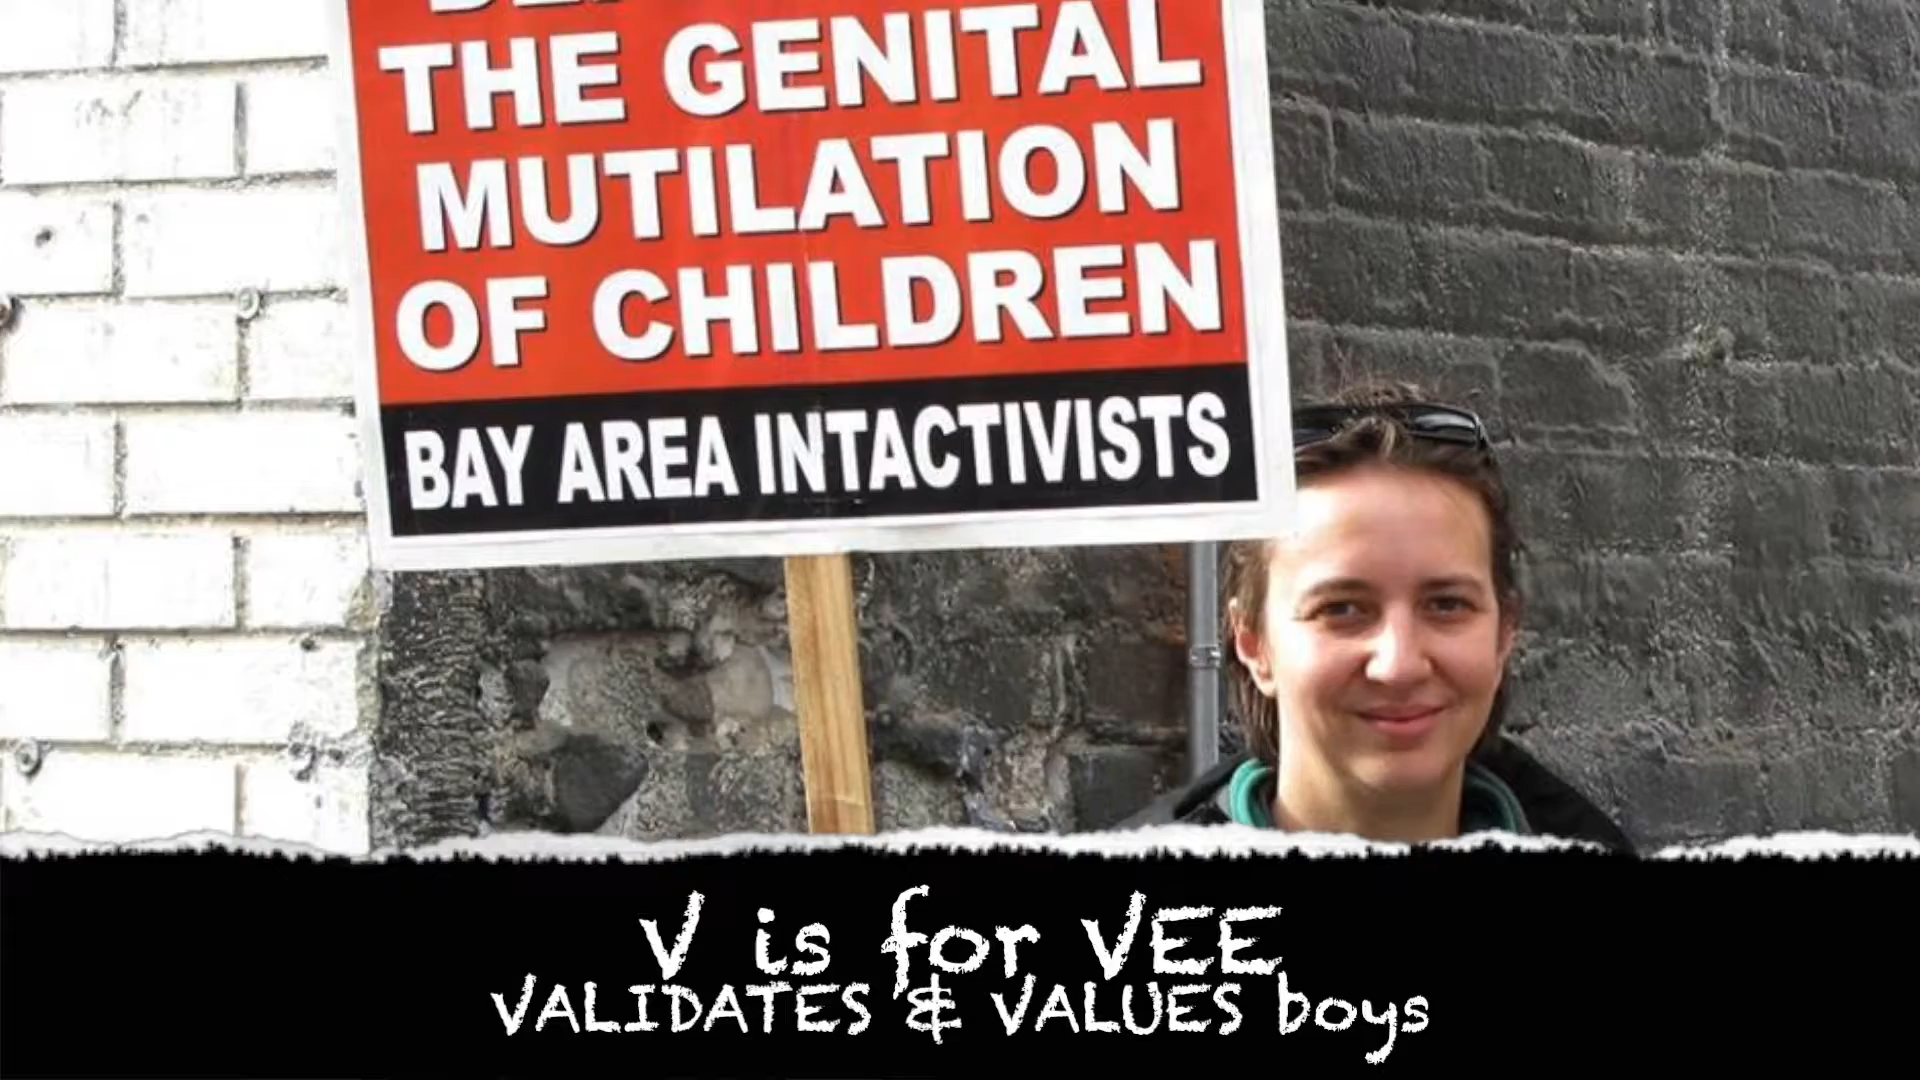 THE GENITAL
MUTILATION
OF CHILDREN
BAY AREA INTACTIVISTS
V is for VEE
VALIDATES & VALUES boys